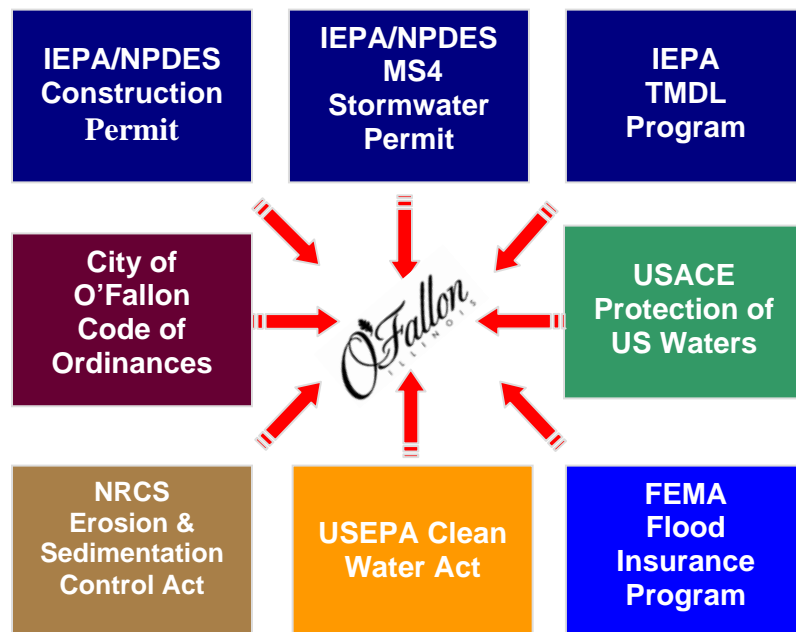 IEPA/NPDES
Construction
Permit
IEPA/NPDES
MS4
Stormwater
Permit
IEPA
TMDL
Program
City of
O'Fallon
Code of
Ordinances
O'Fallon
ILLINOIS
USACE
Protection of
US Waters
NRCS
Erosion &
Sedimentation
Control Act
USEPA Clean
Water Act
FEMA
Flood
Insurance
Program